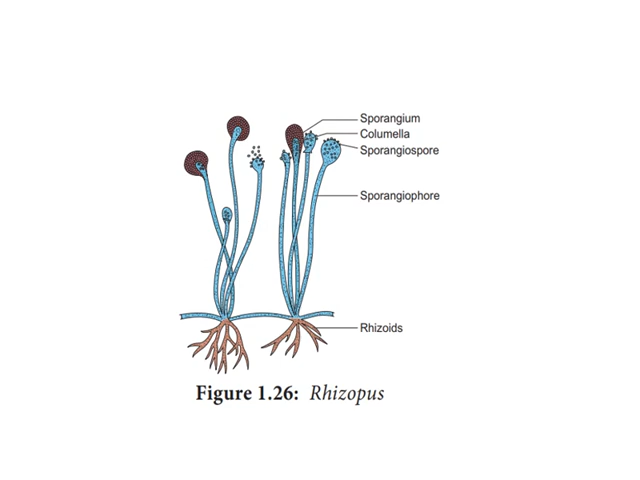 Sporangium
Columella
Sporangiospore
Sporangiophore
Rhizoids
Figure 1.26: Rhizopus